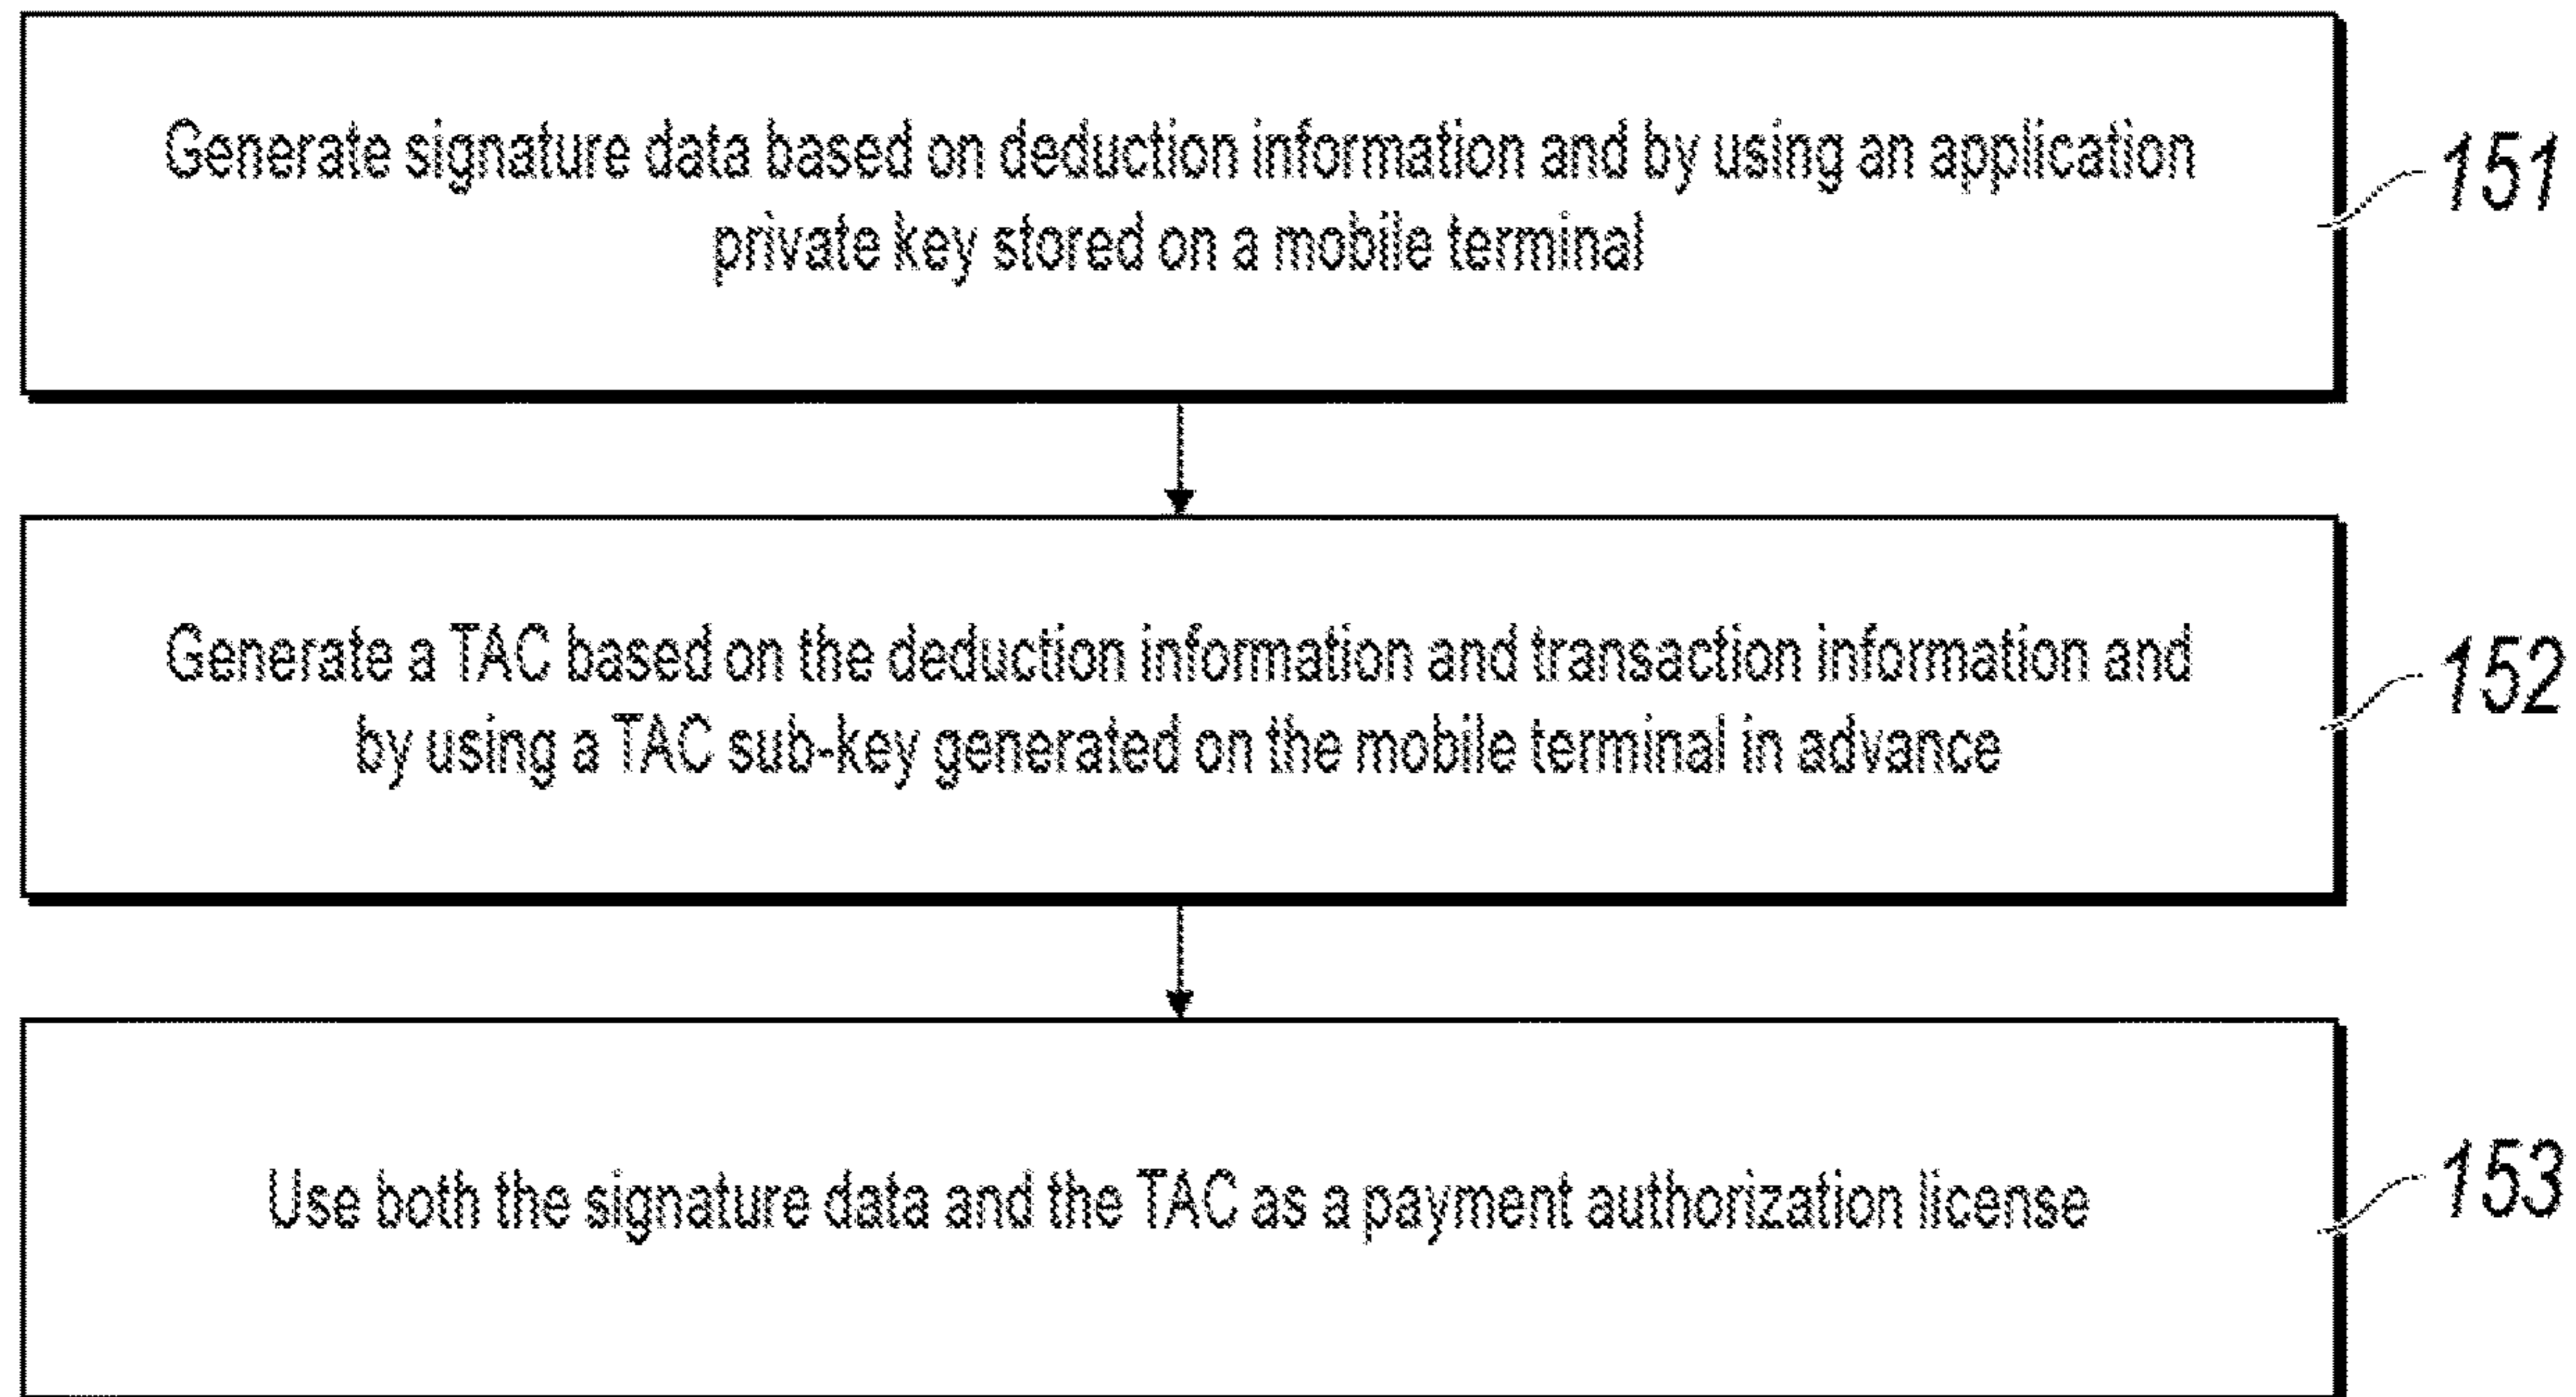 Generate signature data based on deduction information and by using an application
private key stored on a mobile terminal
151
Generate a TAC based on the deduction information and transaction information and
by using a TAC sub-key generated on the mobile terminal in advance
152
Use both the signature data and the TAC as a payment authorization license
153